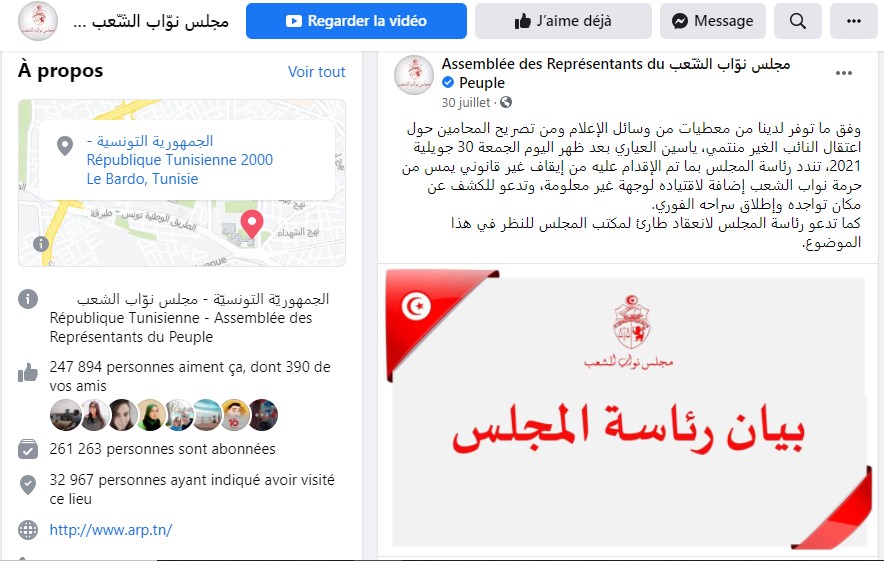 مجلس نوّاب الشّعب ...
Regarder la vidéo
J'aime déjà
Message
À propos
Voir tout
الجمهورية التونسية -
République Tunisienne 2000
Le Bardo, Tunisie
الطريق الوطنية تونس - طبرقة
نهج الشهداء
venue
الجمهوريّة التونسيّة - مجلس نوّاب الشعب
République Tunisienne - Assemblée des
Représentants du Peuple
247 894 personnes aiment ça, dont 390 de
vos amis
261 263 personnes sont abonnées
32 967 personnes ayant indiqué avoir visité
ce lieu
http://www.arp.tn/
Assemblée des Représentants du مجلس نوّاب الشّعب
Peuple
30 juillet ·
وفق ما توفر لدينا من معطيات من وسائل الإعلام ومن تصريح المحامين حول
اعتقال النائب الغير منتمي، ياسين العياري بعد ظهر اليوم الجمعة 30 جويلية
2021، تندد رئاسة المجلس بما تم الإقدام عليه من إيقاف غير قانوني يمس من
حرمة نواب الشعب إضافة لاقتياده لوجهة غير معلومة، وتدعو للكشف عن
مكان تواجده وإطلاق سراحه الفوري.
كما تدعو رئاسة المجلس لانعقاد طارئ لمكتب المجلس للنظر في هذا
الموضوع.
مجلس نواب الشعب
بيان رئاسة المجلس